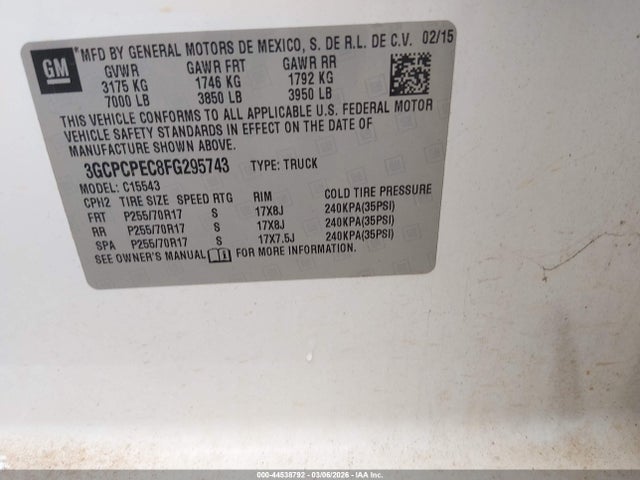 GM
*MFD BY GENERAL MOTORS DE MEXICO, S. DE R.L. DE C.V. 02/15
GVWR GAWR FRT GAWR RR
3175 KG 1746 KG 1792 KG
7000 LB 3850 LB 3950 LB
THIS VEHICLE CONFORMS TO ALL APPLICABLE U.S. FEDERAL MOTOR
VEHICLE SAFETY STANDARDS IN EFFECT ON THE DATE OF
MANUFACTURE SHOWN ABOVE.
3GCPCPEC8FG295743 TYPE: TRUCK
MODEL: C15543
CPH2 TIRE SIZE SPEED RTG RIM COLD TIRE PRESSURE
FRT P255/70R17 S 17X8J 240KPA(35PSI)
RR P255/70R17 S 17X8J 240KPA(35PSI)
SPA P255/70R17 S 17X7.5J 240KPA(35PSI)
SEE OWNER'S MANUAL FOR MORE INFORMATION.
000-44538792 - 03/06/2026 - IAA Inc.